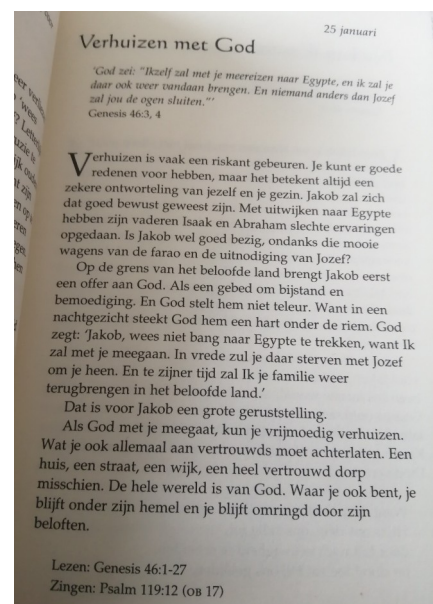 25 januari
Verhuizen met God
'God zei: "Ikzelf zal met je meereizen naar Egypte, en ik zal je
daar ook weer vandaan brengen. En niemand anders dan Jozef
zal jou de ogen sluiten."'
Genesis 46:3, 4
Verhuizen is vaak een riskant gebeuren. Je kunt er goede
redenen voor hebben, maar het betekent altijd een
zekere ontworteling van jezelf en je gezin. Jakob zal zich
dat goed bewust geweest zijn. Met uitwijken naar Egypte
hebben zijn vaderen Isaak en Abraham slechte ervaringen
opgedaan. Is Jakob wel goed bezig, ondanks die mooie
wagens van de farao en de uitnodiging van Jozef?
Op de grens van het beloofde land brengt Jakob eerst
een offer aan God. Als een gebed om bijstand en
bemoediging. En God stelt hem niet teleur. Want in een
nachtgezicht steekt God hem een hart onder de riem. God
zegt: 'Jakob, wees niet bang naar Egypte te trekken, want Ik
zal met je meegaan. In vrede zul je daar sterven met Jozef
om je heen. En te zijner tijd zal Ik je familie weer
terugbrengen in het beloofde land.'
Dat is voor Jakob een grote geruststelling.
Als God met je meegaat, kun je vrijmoedig verhuizen.
Wat je ook allemaal aan vertrouwds moet achterlaten. Een
huis, een straat, een wijk, een heel vertrouwd dorp
misschien. De hele wereld is van God. Waar je ook bent, je
blijft onder zijn hemel en je blijft omringd door zijn
beloften.
Lezen: Genesis 46:1-27
Zingen: Psalm 119:12 (OB 17)